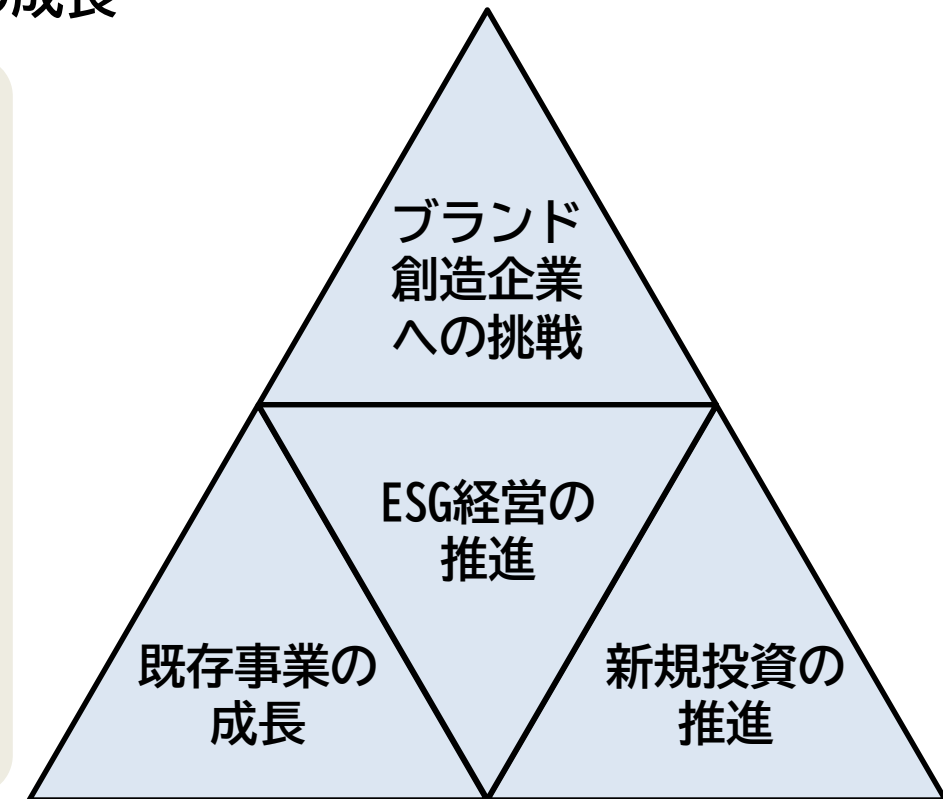 成長
ブランド
創造企業
への挑戦
ESG経営の
推進
既存事業の
成長
新規投資の
推進